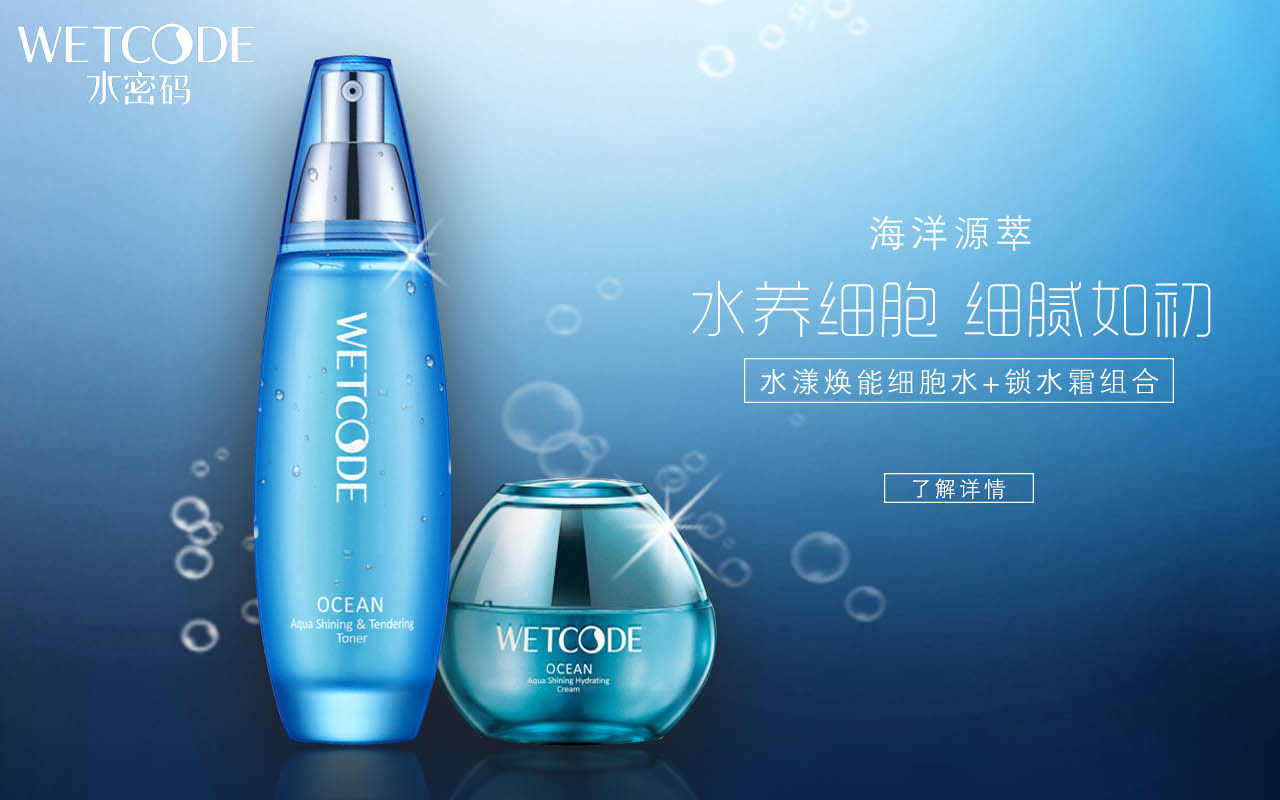 WETCODE
水密码
海洋源萃
水养细胞 细腻如初
水漾焕能细胞水+锁水霜组合
了解详情
WETCODE
OCEAN
Aqua Shining & Tendering
Toner
WETCODE
OCEAN
Aqua Shining Hydrating
Cream